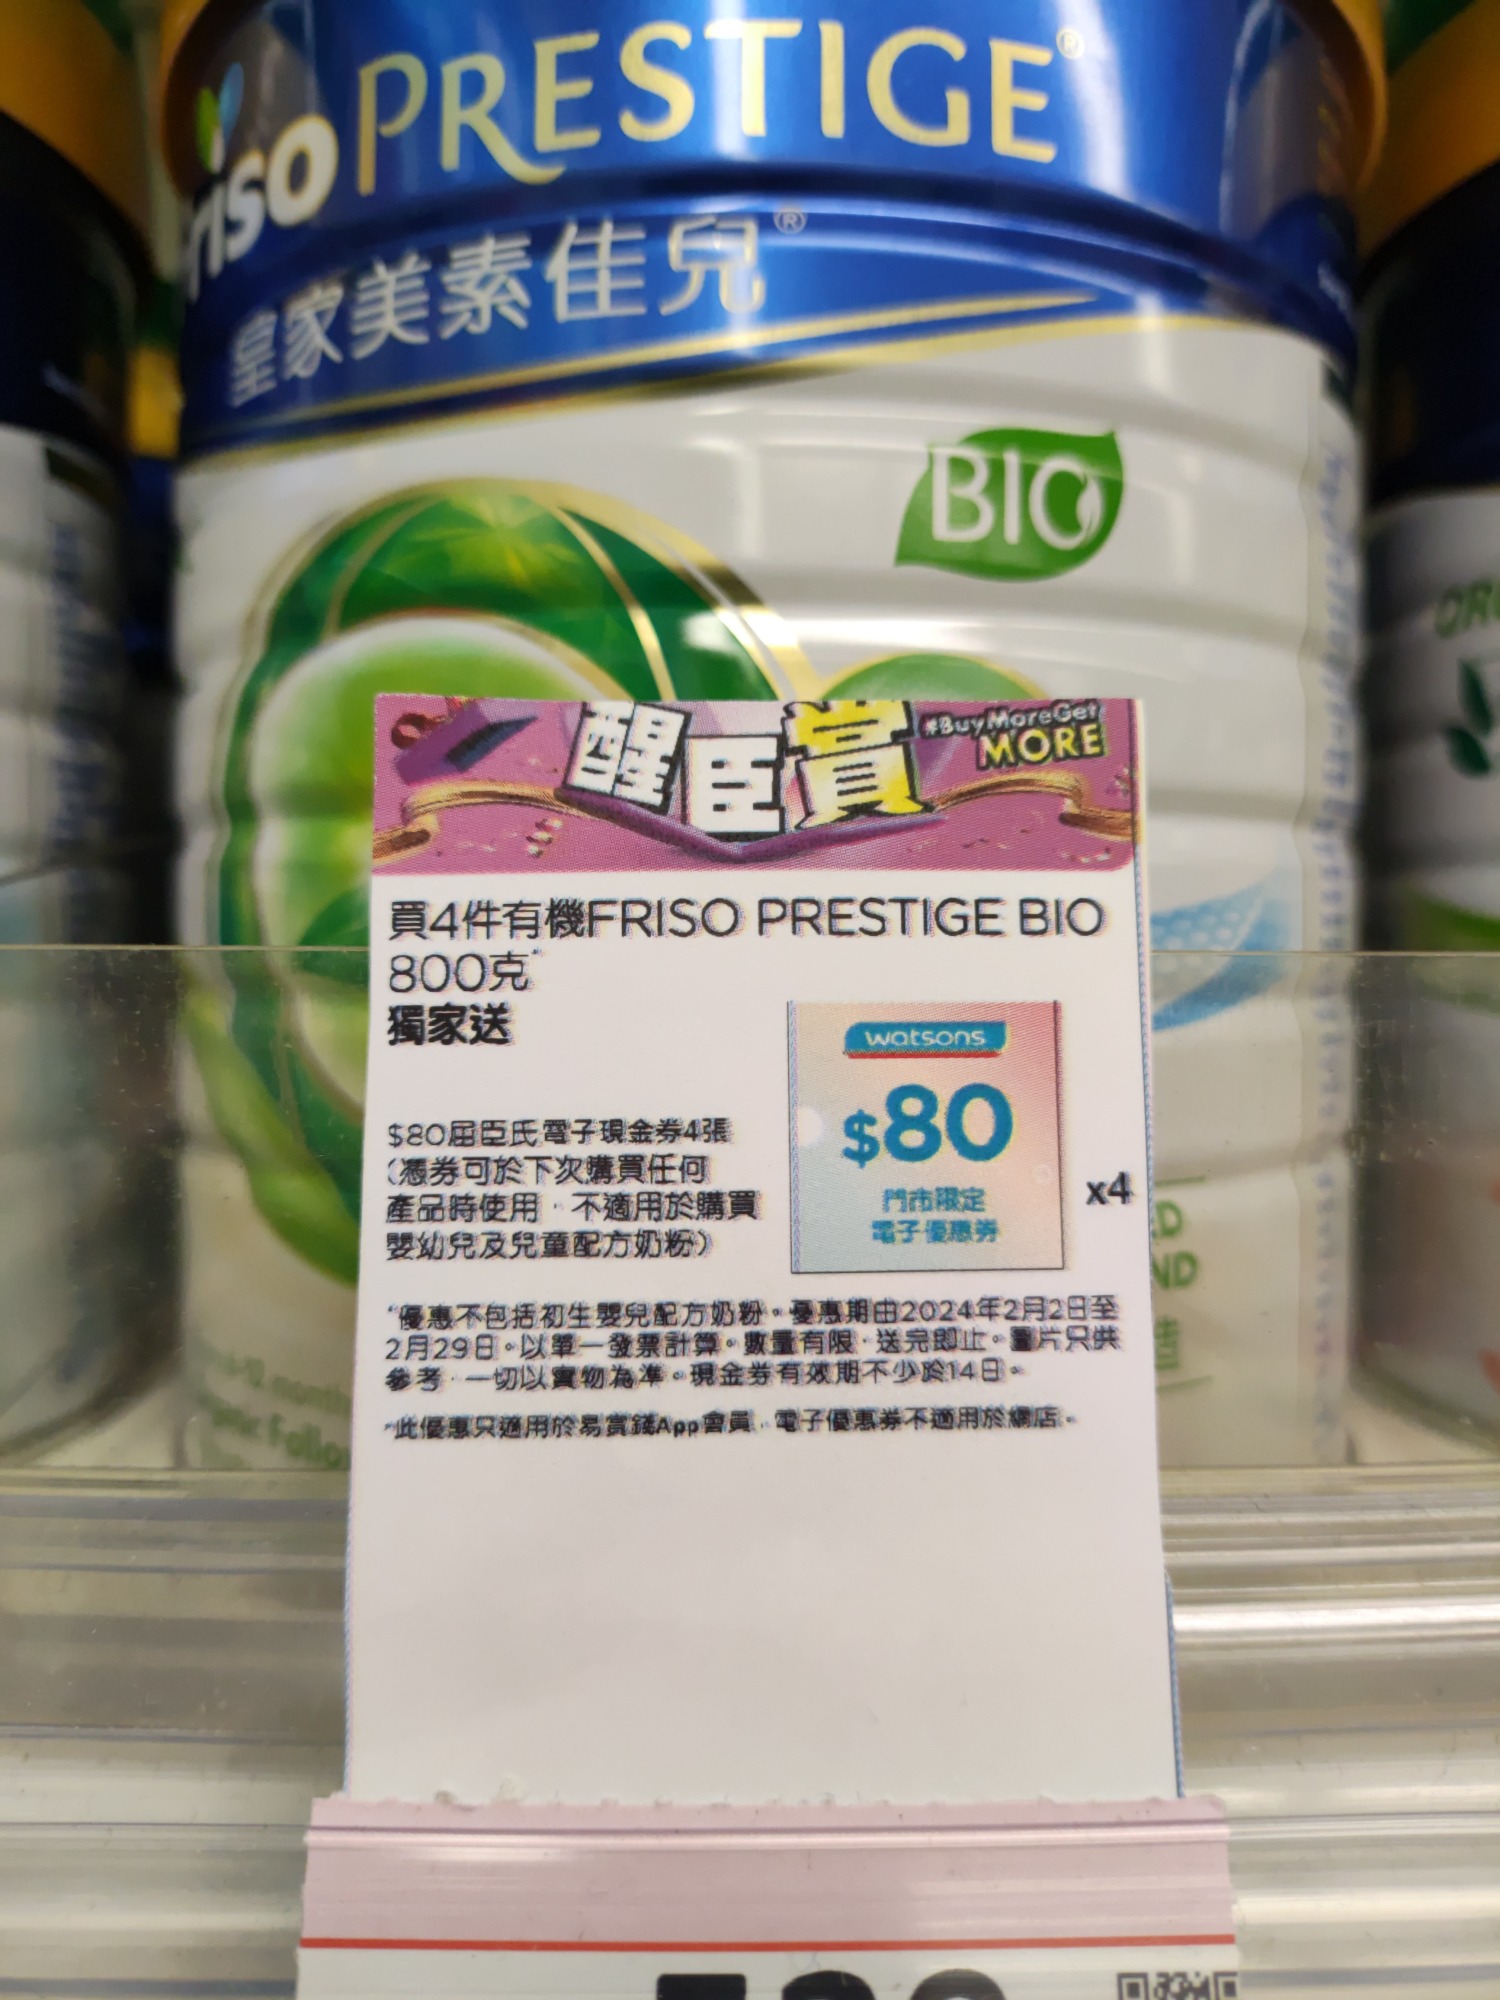 friso PRESTIGE®
皇家美素佳兒®
BIO
醒臣賞
#BuyMoreGet
MORE
買4件有機FRISO PRESTIGE BIO
800克^
獨家送
watsons
$80
門市限定
電子優惠券
x4
$80屈臣氏電子現金券4張
(憑券可於下次購買任何
產品時使用，不適用於購買
嬰幼兒及兒童配方奶粉)
^優惠不包括初生嬰兒配方奶粉。優惠期由2024年2月2日至
2月29日。以單一發票計算。數量有限，送完即止。圖片只供
參考，一切以實物為準。現金券有效期不少於14日。
^此優惠只適用於易賞錢App會員，電子優惠券不適用於網店。